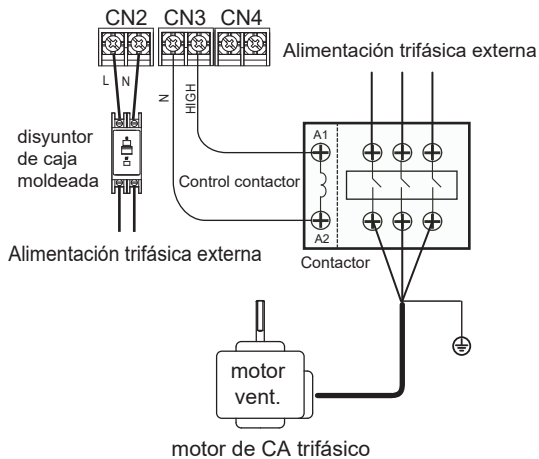 CN2 CN3 CN4
Alimentación trifásica externa
L N
N
HIGH
disyuntor
de caja
moldeada
A1
Control contactor
A2
Alimentación trifásica externa
Contactor
motor
vent.
motor de CA trifásico